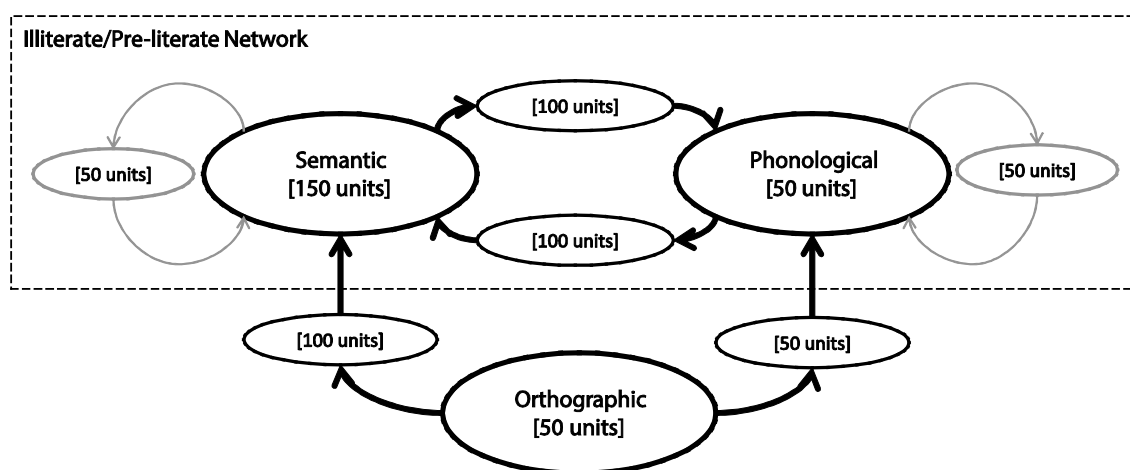 Illiterate/Pre-literate Network
[100 units]
Semantic
[150 units]
Phonological
[50 units]
[50 units]
[50 units]
[100 units]
[100 units]
[50 units]
Orthographic
[50 units]